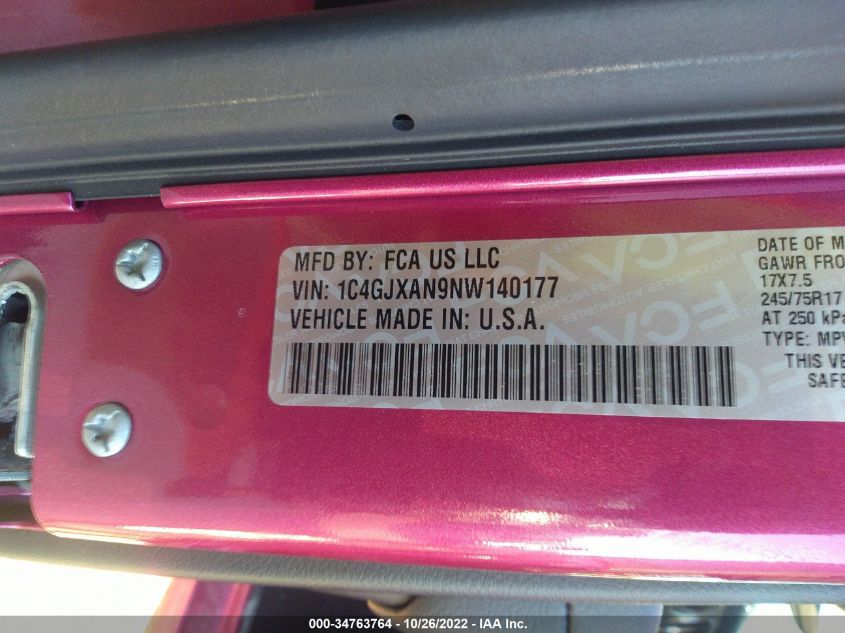 MFD BY: FCA US LLC
VIN: 1C4GJXAN9NW140177
VEHICLE MADE IN: U.S.A.
DATE OF M
GAWR FRO
17X7.5
245/75R17
AT 250 kPa
TYPE: MPV
THIS VE
SAFE
000-34763764 - 10/26/2022 - IAA Inc.